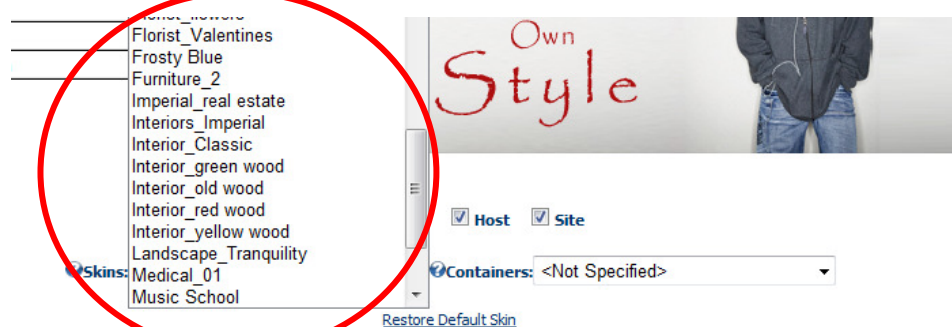 Florist_flowers
Florist_Valentines
Frosty Blue
Furniture_2
Imperial_real estate
Interiors_Imperial
Interior_Classic
Interior_green wood
Interior_old wood
Interior_red wood
Interior_yellow wood
Landscape_Tranquility
Medical_01
Music School
Own
Style
Host
Site
Skins:
Containers:
<Not Specified>
Restore Default Skin